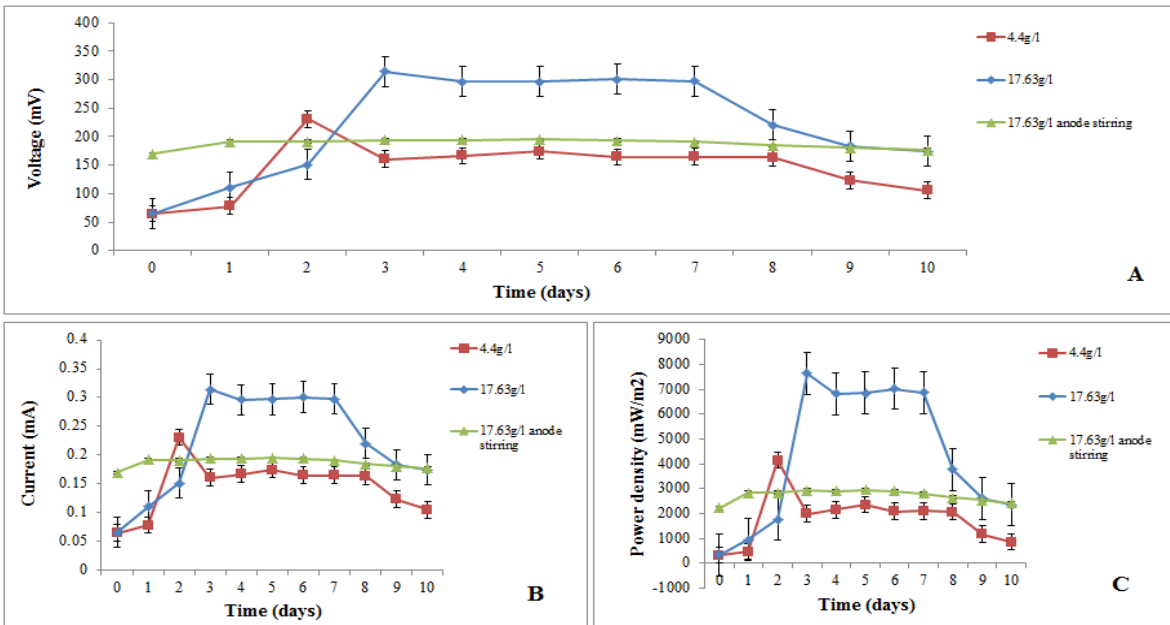 400
350
300
250
200
150
100
50
0
Voltage (mV)
0 1 2 3 4 5 6 7 8 9 10
Time (days)
4.4g/l
17.63g/l
17.63g/l anode stirring
A
0.4
0.35
0.3
0.25
0.2
0.15
0.1
0.05
0
Current (mA)
0 1 2 3 4 5 6 7 8 9 10
Time (days)
4.4g/l
17.63g/l
17.63g/l anode
stirring
B
9000
8000
7000
6000
5000
4000
3000
2000
1000
0
-1000
Power density (mW/m2)
0 1 2 3 4 5 6 7 8 9 10
Time (days)
4.4g/l
17.63g/l
17.63g/l anode
stirring
C